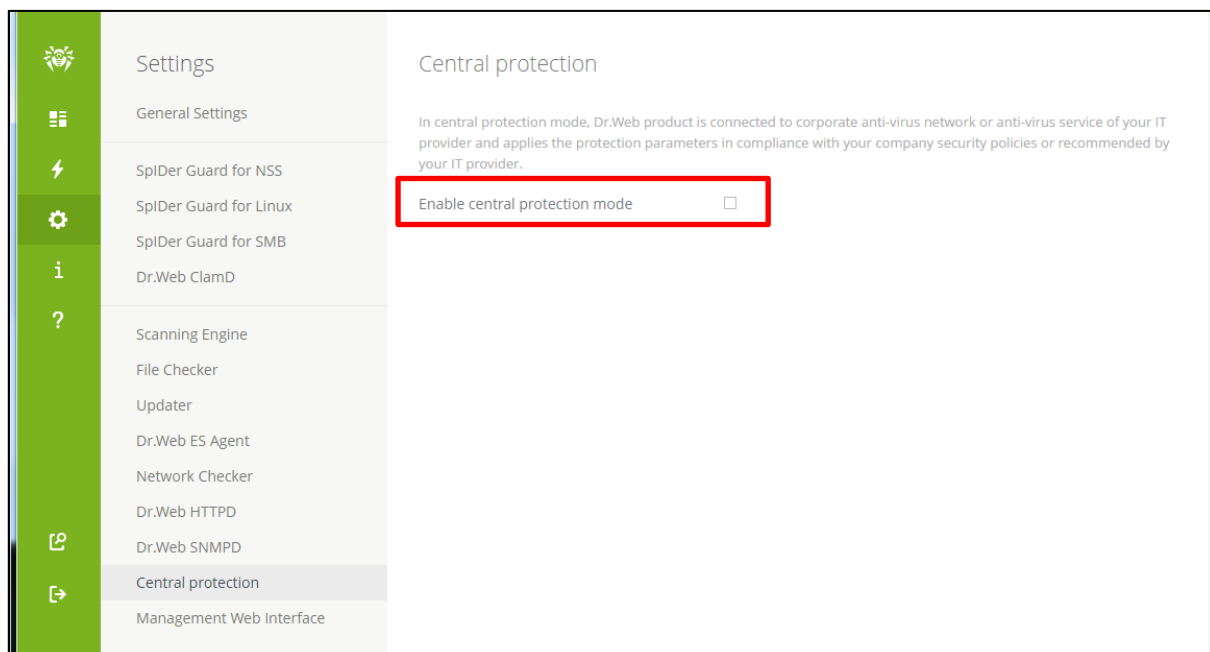 Settings
General Settings
SpIDer Guard for NSS
SpIDer Guard for Linux
SpIDer Guard for SMB
Dr.Web ClamD
Scanning Engine
File Checker
Updater
Dr.Web ES Agent
Network Checker
Dr.Web HTTPD
Dr.Web SNMPD
Central protection
Management Web Interface
Central protection
In central protection mode, Dr.Web product is connected to corporate anti-virus network or anti-virus service of your IT
provider and applies the protection parameters in compliance with your company security policies or recommended by
your IT provider.
Enable central protection mode